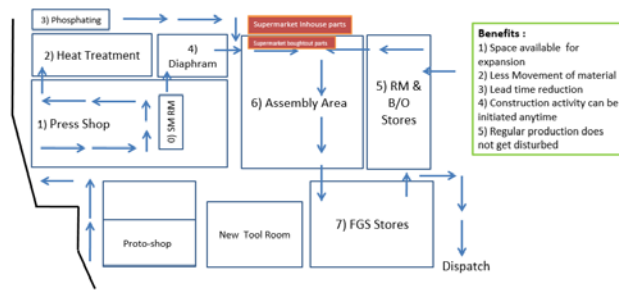 3) Phosphating
Supermarket Inhouse parts
Supermarket boughtout parts
2) Heat Treatment
4)
Diaphram
5) RM &
B/O
Stores
6) Assembly Area
1) Press Shop
0) SM RM
Proto-shop
New Tool Room
7) FGS Stores
Dispatch
Benefits :
1) Space available for
expansion
2) Less Movement of material
3) Lead time reduction
4) Construction activity can be
initiated anytime
5) Regular production does
not get disturbed